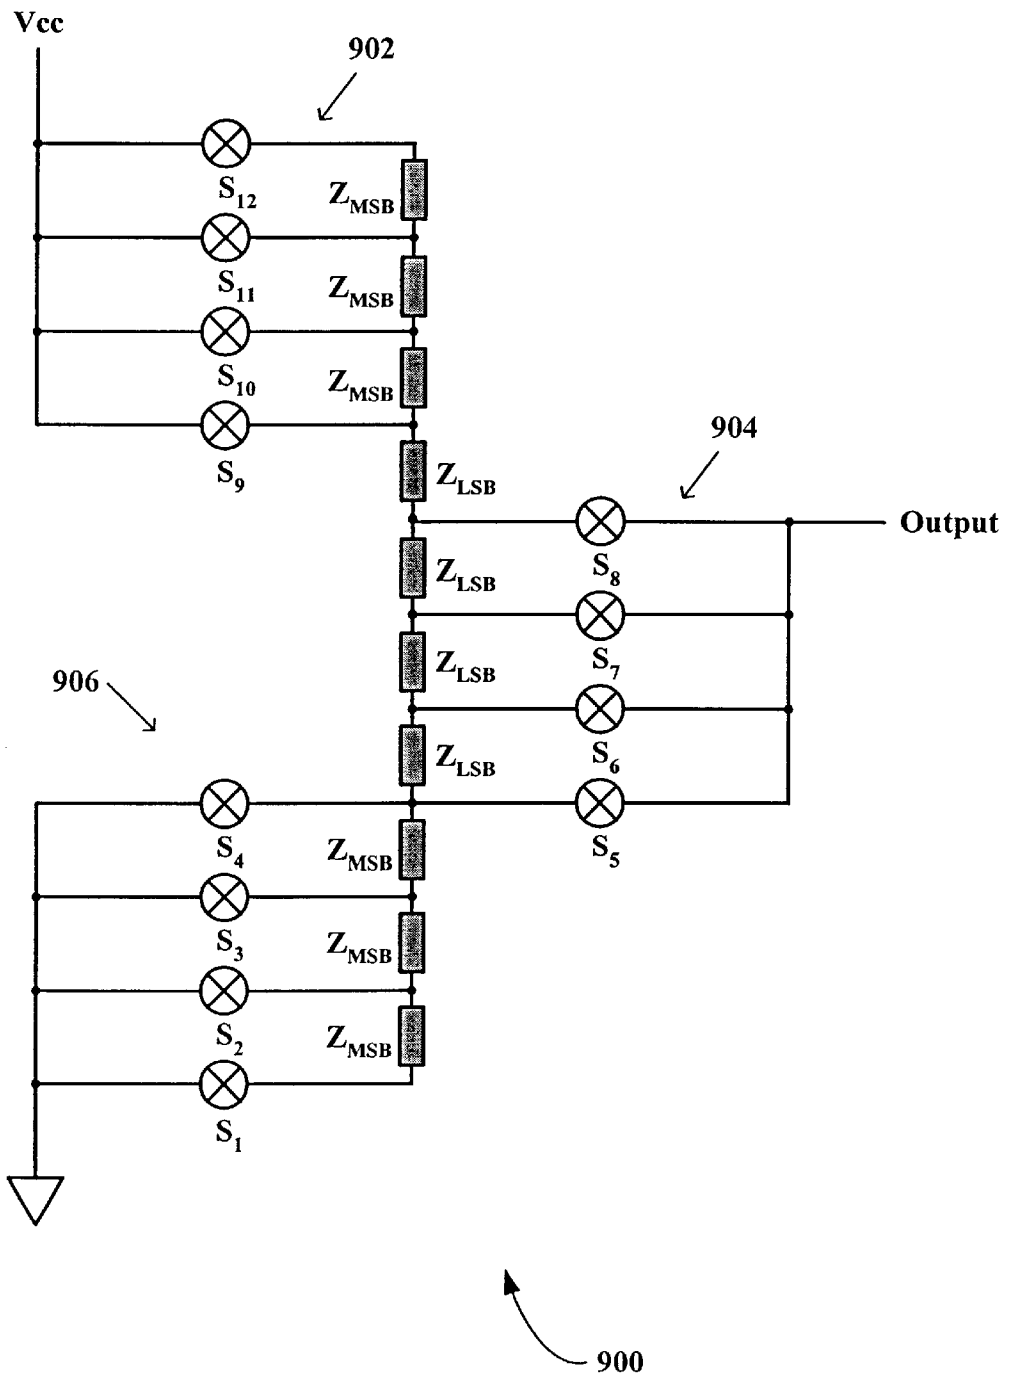 Vcc
902
S12
ZMSB
S11
ZMSB
S10
ZMSB
S9
904
ZLSB
Output
S8
ZLSB
S7
ZLSB
906
S6
ZLSB
S4
S5
ZMSB
S3
ZMSB
S2
ZMSB
S1
900